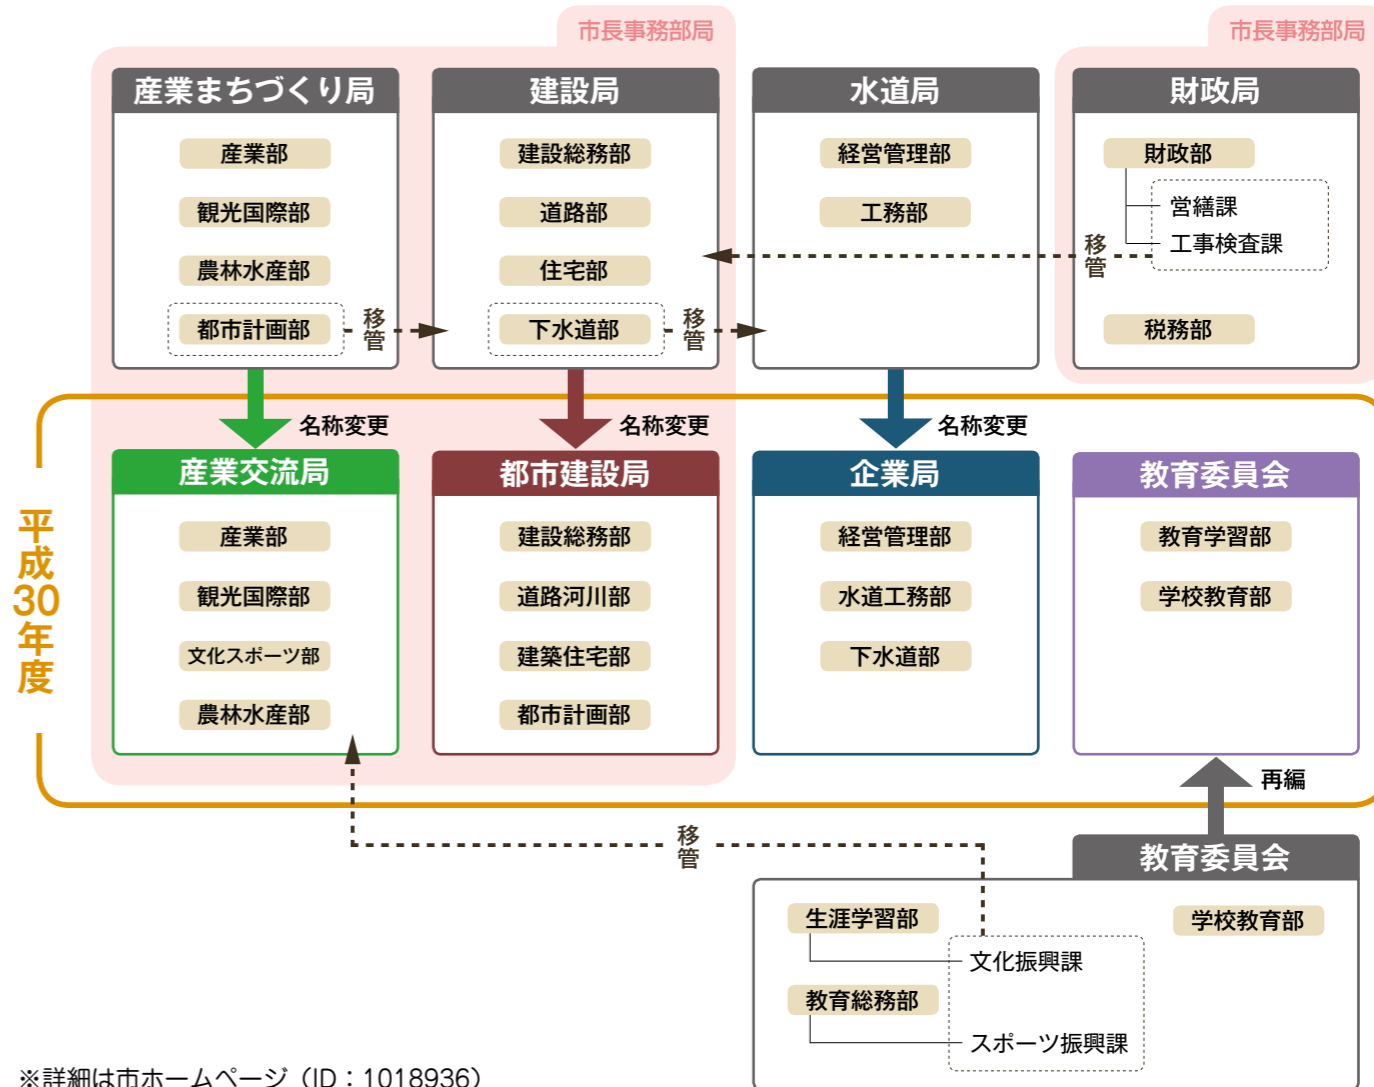 市長事務部局
市長事務部局
産業まちづくり局
産業部
観光国際部
農林水産部
都市計画部
移管
建設局
建設総務部
道路部
住宅部
下水道部
移管
水道局
経営管理部
工務部
移管
財政局
財政部
営繕課
工事検査課
税務部
名称変更
名称変更
名称変更
平成30年度
産業交流局
産業部
観光国際部
文化スポーツ部
農林水産部
都市建設局
建設総務部
道路河川部
建築住宅部
都市計画部
企業局
経営管理部
水道工務部
下水道部
教育委員会
教育学習部
学校教育部
再編
移管
教育委員会
生涯学習部
文化振興課
教育総務部
スポーツ振興課
学校教育部
※詳細は市ホームページ（ID：1018936）